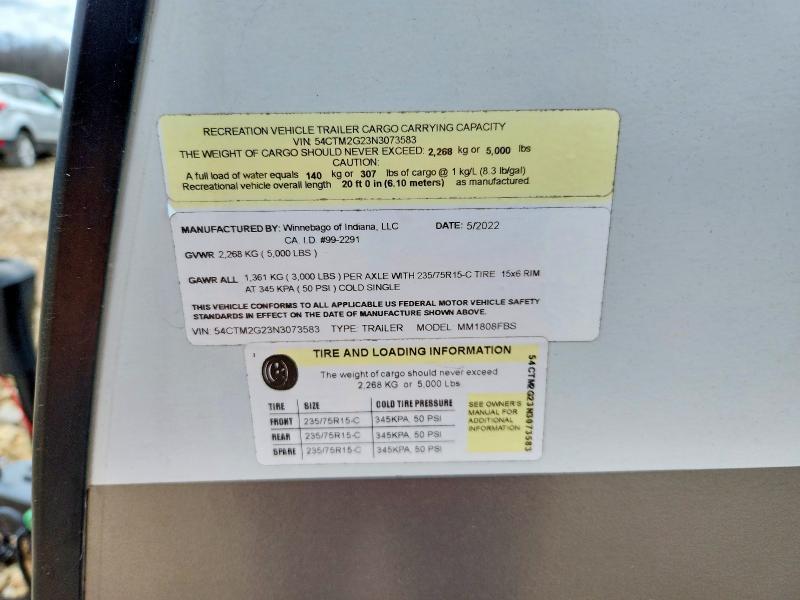 RECREATION VEHICLE TRAILER CARGO CARRYING CAPACITY
VIN: 54CTM2G23N3073583
THE WEIGHT OF CARGO SHOULD NEVER EXCEED: 2,268 kg or 5,000 lbs
CAUTION:
A full load of water equals 140 kg or 307 lbs of cargo @ 1 kg/L (8.3 lb/gal)
Recreational vehicle overall length 20 ft 0 in (6.10 meters) as manufactured.
MANUFACTURED BY: Winnebago of Indiana, LLC DATE: 5/2022
CA. I.D. #99-2291
GVWR 2,268 KG ( 5,000 LBS )
GAWR ALL 1,361 KG ( 3,000 LBS ) PER AXLE WITH 235/75R15-C TIRE 15x6 RIM
AT 345 KPA ( 50 PSI ) COLD SINGLE
THIS VEHICLE CONFORMS TO ALL APPLICABLE US FEDERAL MOTOR VEHICLE SAFETY
STANDARDS IN EFFECT ON THE DATE OF MANUFACTURE SHOWN ABOVE.
VIN: 54CTM2G23N3073583 TYPE: TRAILER MODEL MM1808FBS
TIRE AND LOADING INFORMATION
The weight of cargo should never exceed
2,268 KG or 5,000 Lbs
TIRE SIZE COLD TIRE PRESSURE
FRONT 235/75R15-C 345KPA, 50 PSI
REAR 235/75R15-C 345KPA, 50 PSI
SPARE 235/75R15-C 345KPA, 50 PSI
SEE OWNER'S
MANUAL FOR
ADDITIONAL
INFORMATION
54CTM2G23N3073583